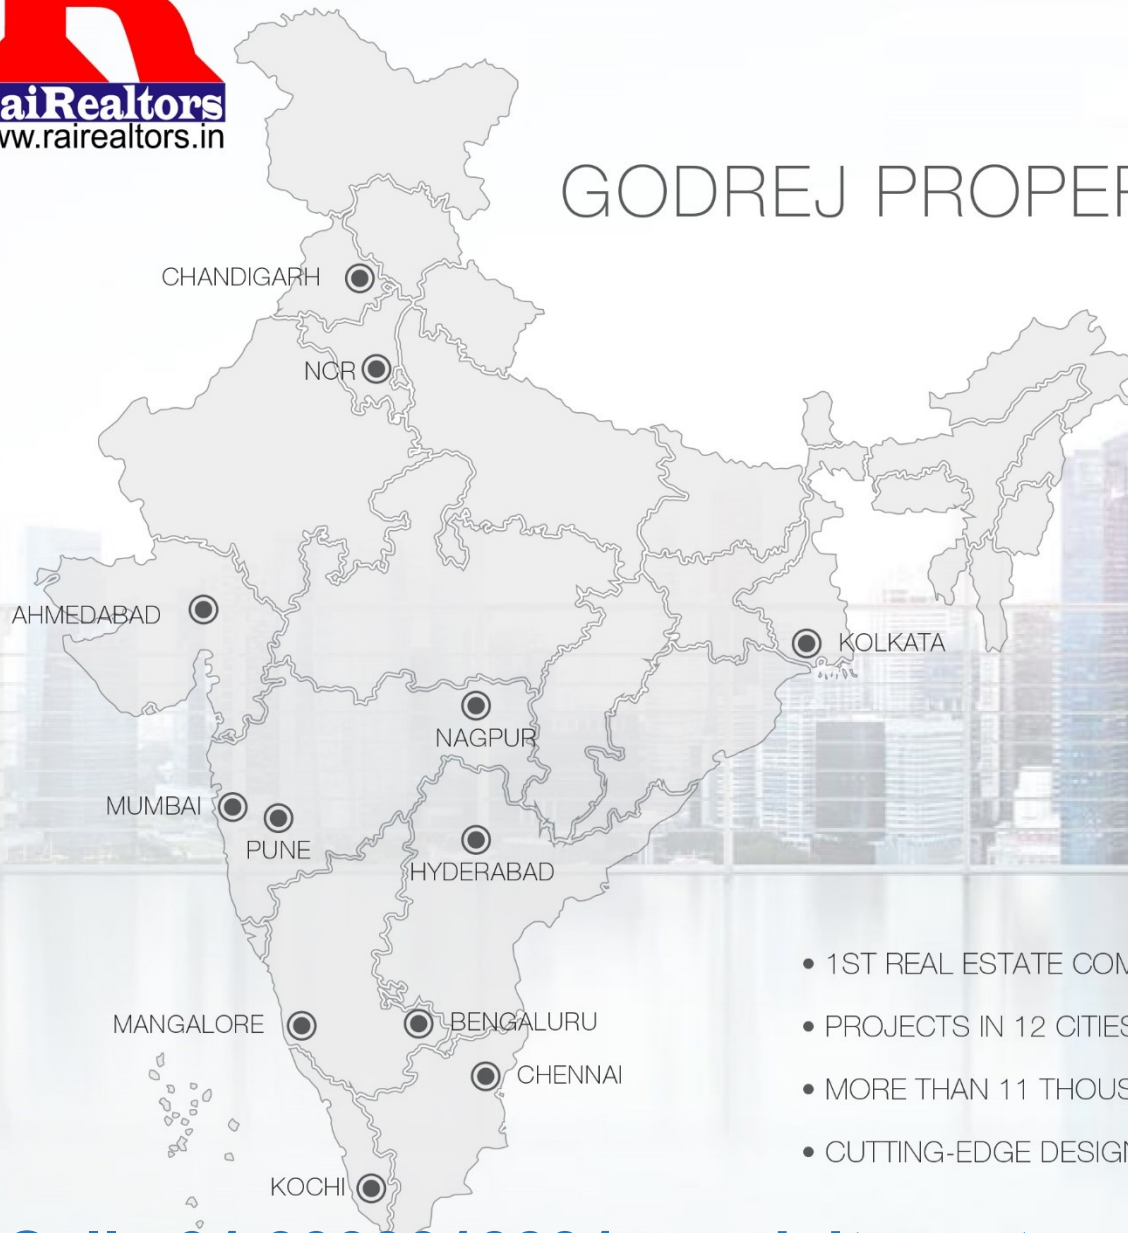 aiRealtors
ww.rairealtors.in
GODREJ PROPER
CHANDIGARH
NCR
AHMEDABAD
KOLKATA
NAGPUR
MUMBAI
PUNE
HYDERABAD
• 1ST REAL ESTATE COM
• PROJECTS IN 12 CITIES
MANGALORE
BENGALURU
CHENNAI
• MORE THAN 11 THOUS
• CUTTING-EDGE DESIGN
KOCHI